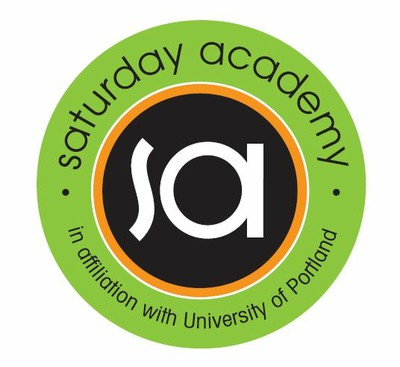 saturday academy
sa
in affiliation with University of Portland